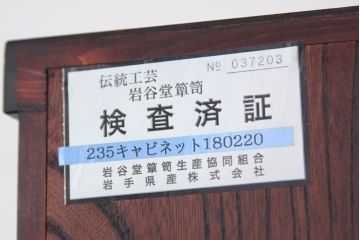 № 037203
伝統工芸
岩谷堂簞笥
検査済証
235キャビネット180220
岩谷堂簞笥生産協同組合
岩手県産株式会社